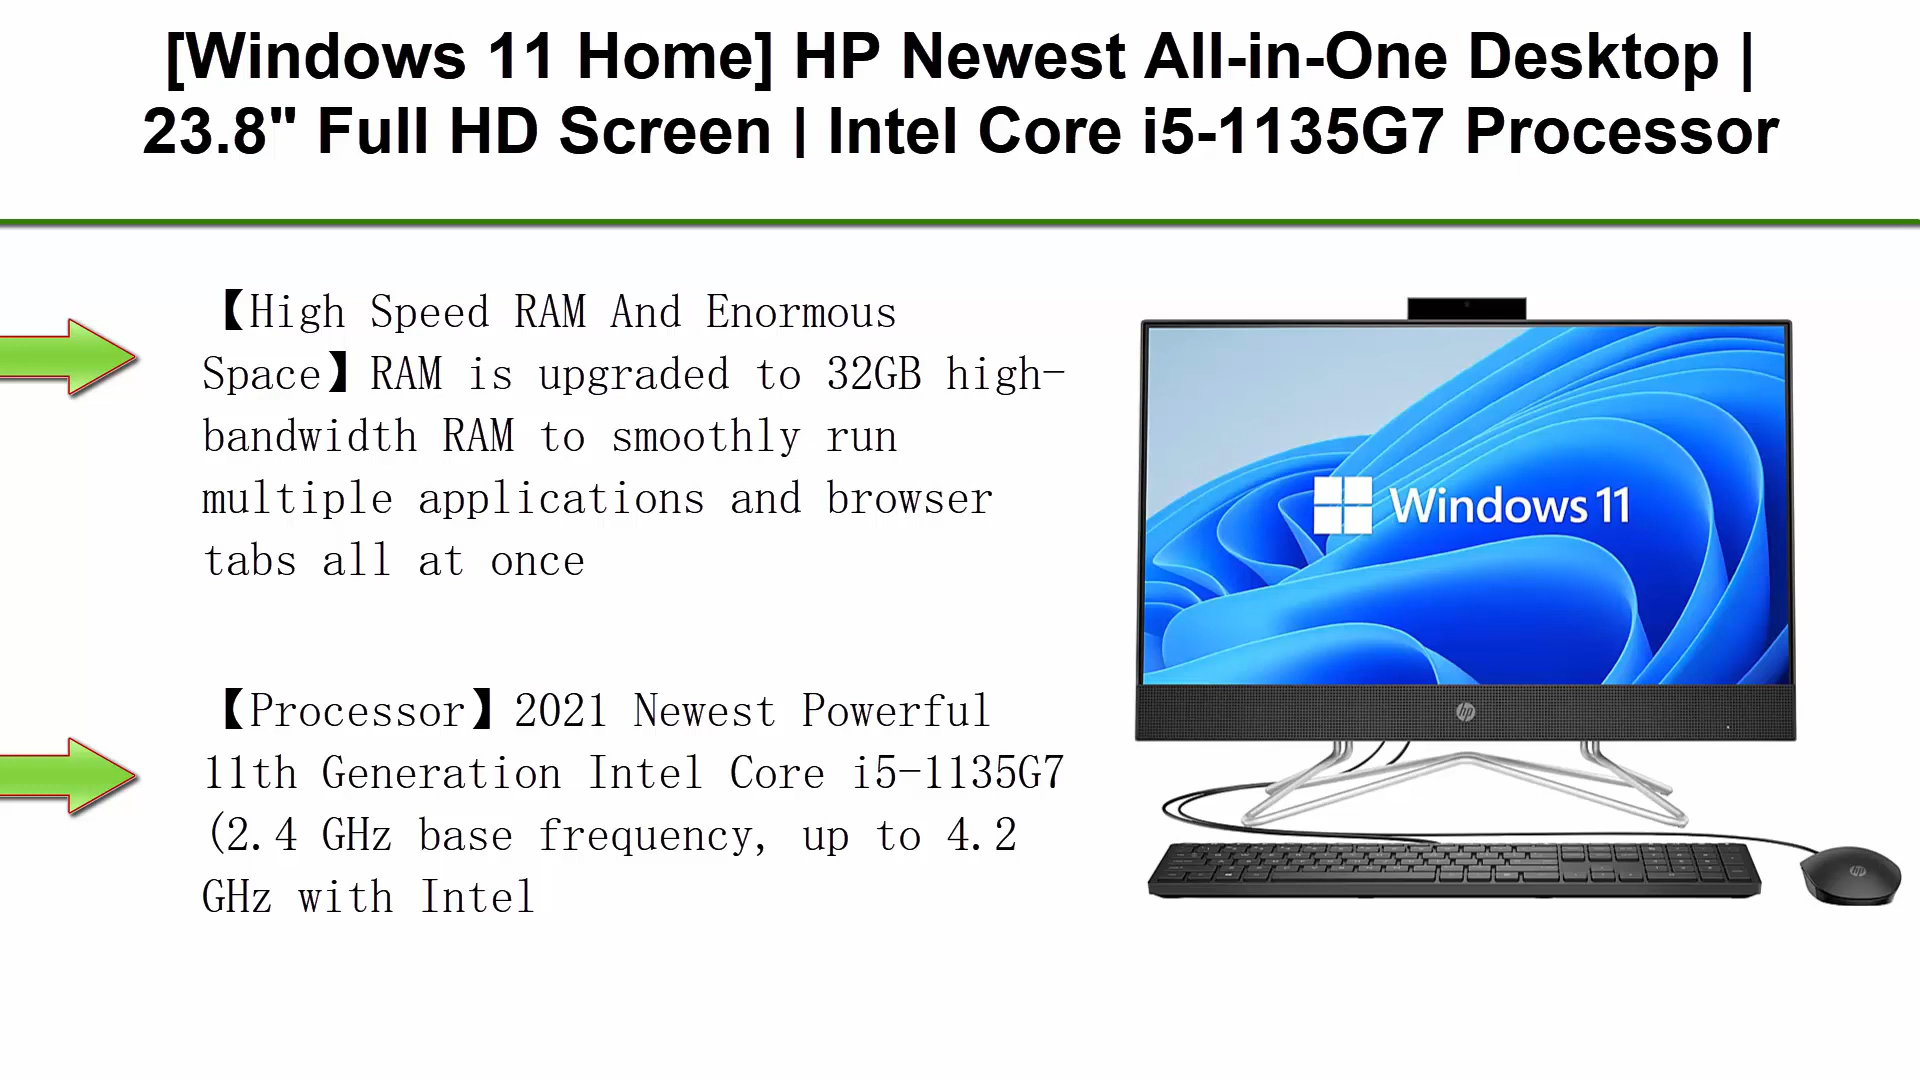 [Windows 11 Home] HP Newest All-in-One Desktop |
23.8" Full HD Screen | Intel Core i5-1135G7 Processor
【High Speed RAM And Enormous
Space】RAM is upgraded to 32GB high-
bandwidth RAM to smoothly run
multiple applications and browser
tabs all at once
【Processor】2021 Newest Powerful
11th Generation Intel Core i5-1135G7
(2.4 GHz base frequency, up to 4.2
GHz with Intel
Windows 11
hp
hp